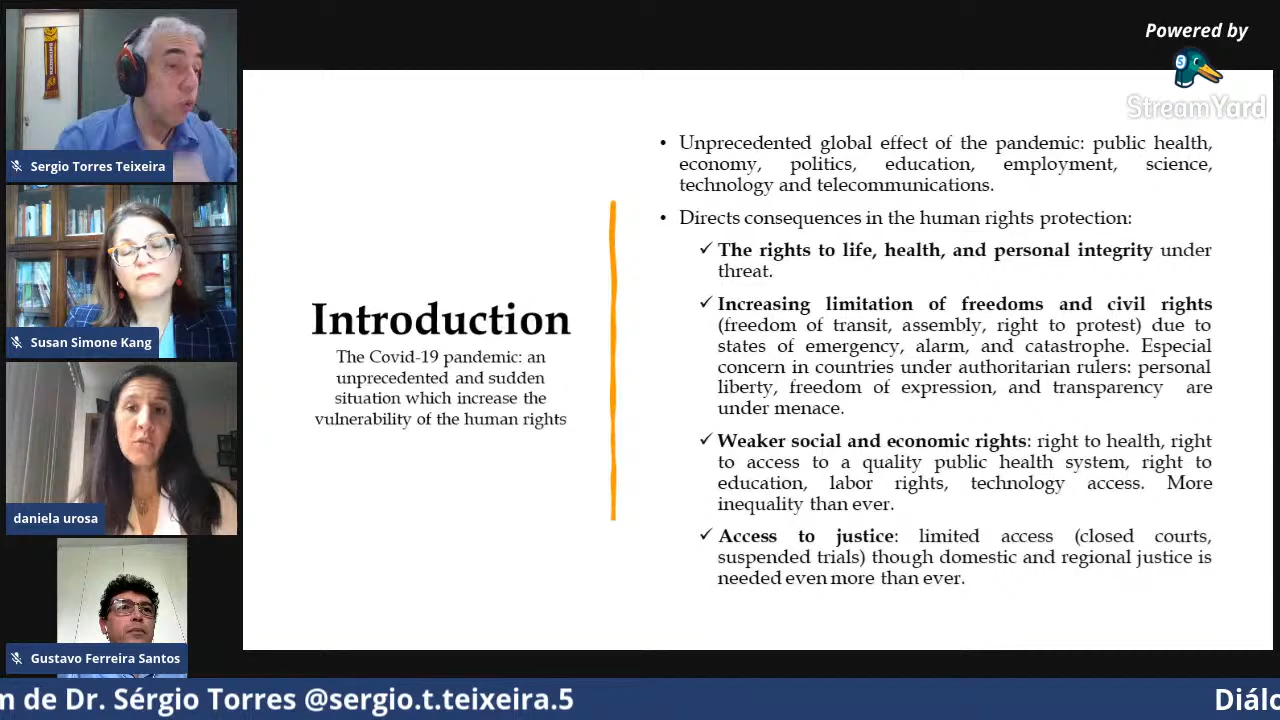 Powered by
StreamYard
Sergio Torres Teixeira
Susan Simone Kang
daniela urosa
Gustavo Ferreira Santos
Introduction
The Covid-19 pandemic: an
unprecedented and sudden
situation which increase the
vulnerability of the human rights
• Unprecedented global effect of the pandemic: public health,
economy, politics, education, employment, science,
technology and telecommunications.
• Directs consequences in the human rights protection:
✓ The rights to life, health, and personal integrity under
threat.
✓ Increasing limitation of freedoms and civil rights
(freedom of transit, assembly, right to protest) due to
states of emergency, alarm, and catastrophe. Especial
concern in countries under authoritarian rulers: personal
liberty, freedom of expression, and transparency are
under menace.
✓ Weaker social and economic rights: right to health, right
to access to a quality public health system, right to
education, labor rights, technology access. More
inequality than ever.
✓ Access to justice: limited access (closed courts,
suspended trials) though domestic and regional justice is
needed even more than ever.
m de Dr. Sérgio Torres @sergio.t.teixeira.5
Diálo